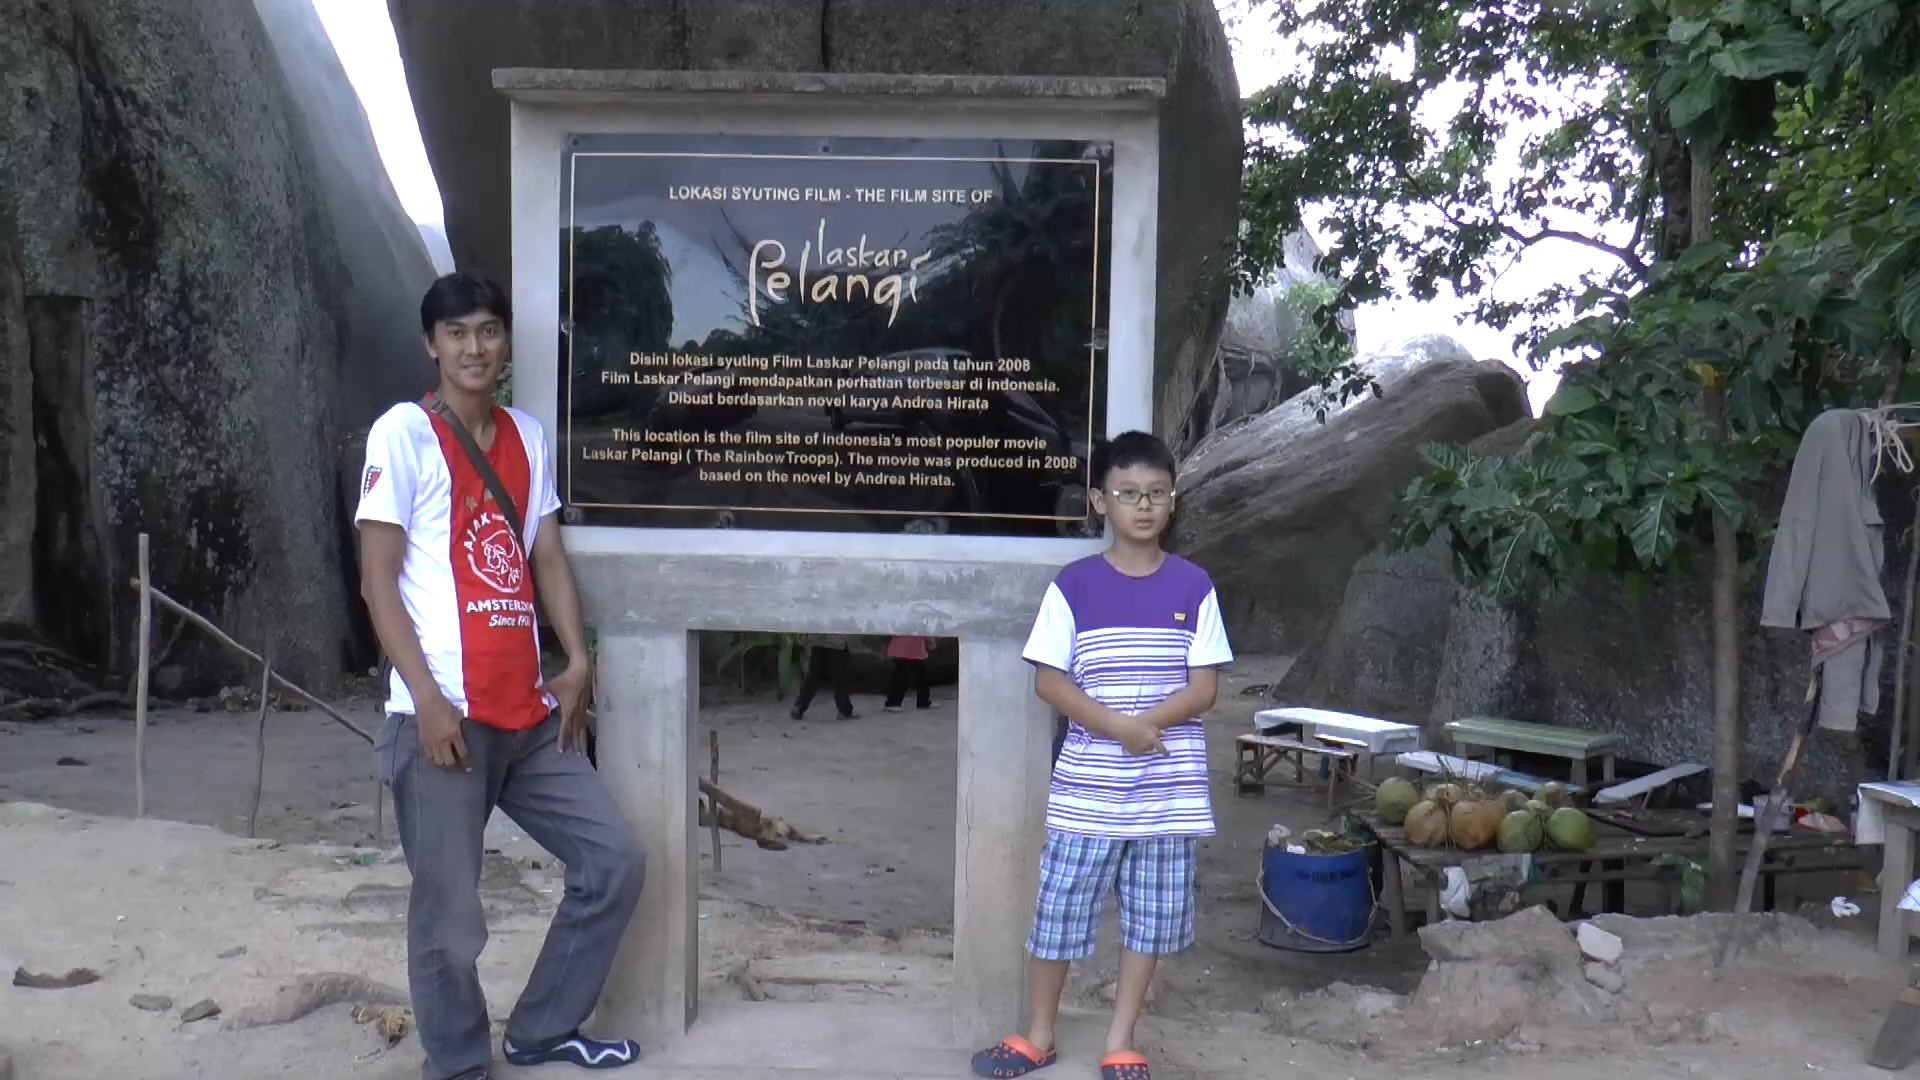 LOKASI SYUTING FILM - THE FILM SITE OF
laskar
Pelangi
Disini lokasi syuting Film Laskar Pelangi pada tahun 2008
Film Laskar Pelangi mendapatkan perhatian terbesar di indonesia.
Dibuat berdasarkan novel karya Andrea Hirata
This location is the film site of indonesia's most populer movie
Laskar Pelangi ( The RainbowTroops). The movie was produced in 2008
based on the novel by Andrea Hirata.
AJAX
AMSTERDAM
Since 1900